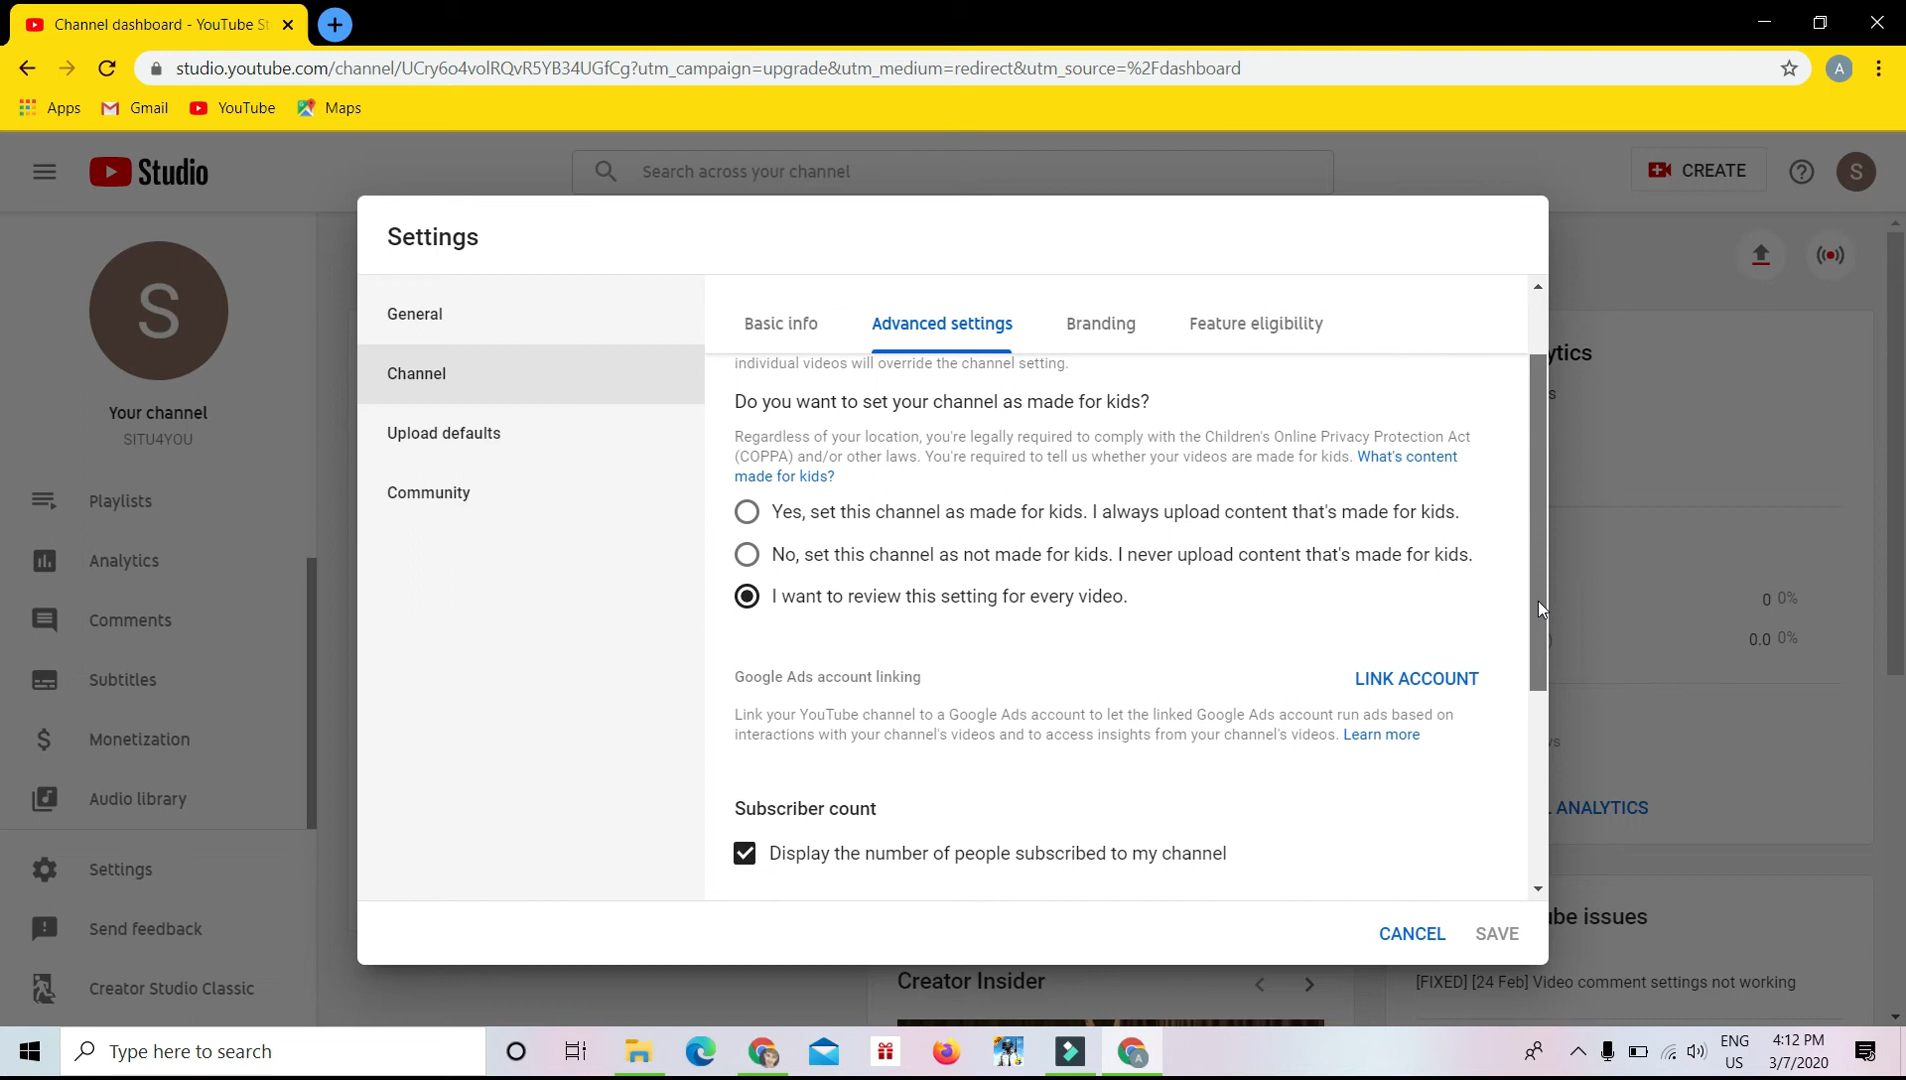 Channel dashboard - YouTube St
studio.youtube.com/channel/UCry6o4volRQvR5YB34UGfCg?utm_campaign=upgrade&utm_medium=redirect&utm_source=%2Fdashboard
A
Apps
Gmail
YouTube
Maps
Studio
Search across your channel
CREATE
S
Settings
S
Your channel
SITU4YOU
General
Channel
Upload defaults
Community
Basic info
Advanced settings
Branding
Feature eligibility
individual videos will override the channel setting.
Do you want to set your channel as made for kids?
Regardless of your location, you're legally required to comply with the Children's Online Privacy Protection Act
(COPPA) and/or other laws. You're required to tell us whether your videos are made for kids. What's content
made for kids?
Yes, set this channel as made for kids. I always upload content that's made for kids.
No, set this channel as not made for kids. I never upload content that's made for kids.
I want to review this setting for every video.
Google Ads account linking
LINK ACCOUNT
Link your YouTube channel to a Google Ads account to let the linked Google Ads account run ads based on
interactions with your channel's videos and to access insights from your channel's videos. Learn more
Subscriber count
Display the number of people subscribed to my channel
CANCEL
SAVE
Playlists
Analytics
Comments
Subtitles
Monetization
Audio library
Settings
Send feedback
Creator Studio Classic
ytics
0 0%
0.0 0%
ANALYTICS
ube issues
Creator Insider
[FIXED] [24 Feb] Video comment settings not working
Type here to search
A
ENG
US
4:12 PM
3/7/2020